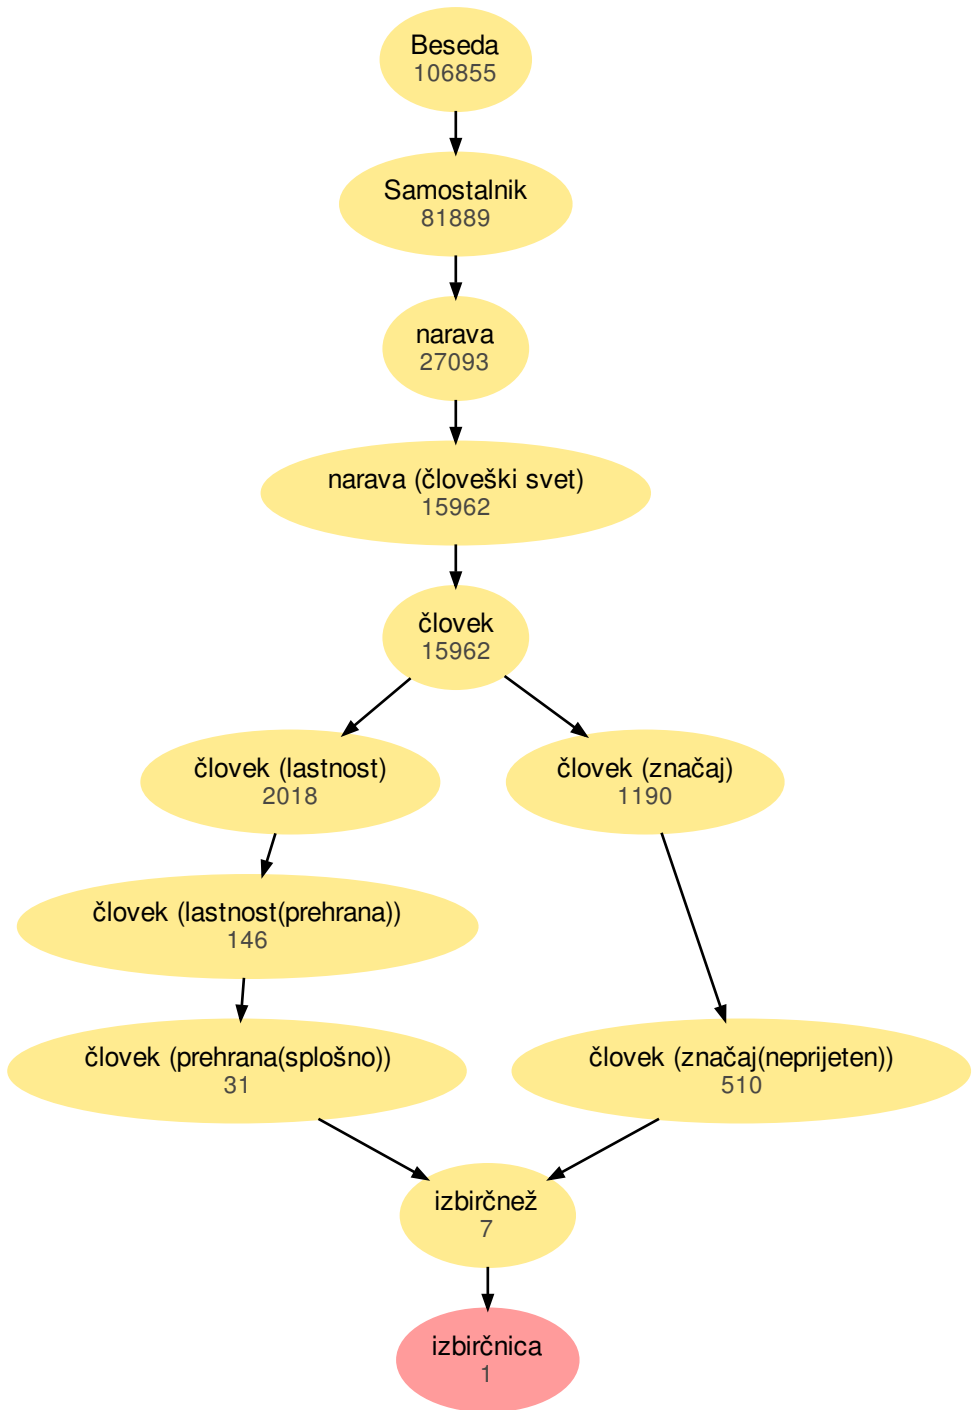 Beseda
106855
Samostalnik
81889
narava
27093
narava (človeški svet)
15962
človek
15962
človek (lastnost)
2018
človek (značaj)
1190
človek (lastnost(prehrana))
146
človek (prehrana(splošno))
31
človek (značaj(neprijeten))
510
izbirčnež
7
izbirčnica
1